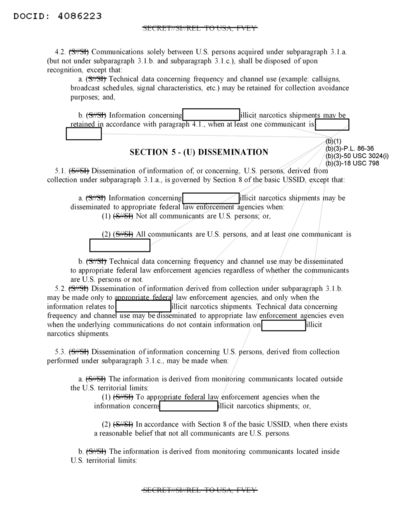 DOCID: 4086223
SECRET//SI//REL TO USA, FVEY
4.2. (S//SI) Communications solely between U.S. persons acquired under subparagraph 3.1.a.
(but not under subparagraph 3.1.b. and subparagraph 3.1.c.), shall be disposed of upon
recognition, except that:
a. (S//SI) Technical data concerning frequency and channel use (example: callsigns,
broadcast schedules, signal characteristics, etc.) may be retained for collection avoidance
purposes; and,
b. (S//SI) Information concerning illicit narcotics shipments may be
retained in accordance with paragraph 4.1., when at least one communicant is
(b)(1)
(b)(3)-P.L. 86-36
(b)(3)-50 USC 3024(i)
(b)(3)-18 USC 798
SECTION 5 - (U) DISSEMINATION
5.1. (S//SI) Dissemination of information of, or concerning, U.S. persons, derived from
collection under subparagraph 3.1.a., is governed by Section 8 of the basic USSID, except that:
a. (S//SI) Information concerning illicit narcotics shipments may be
disseminated to appropriate federal law enforcement agencies when:
(1) (S//SI) Not all communicants are U.S. persons; or,
(2) (S//SI) All communicants are U.S. persons, and at least one communicant is
b. (S//SI) Technical data concerning frequency and channel use may be disseminated
to appropriate federal law enforcement agencies regardless of whether the communicants
are U.S. persons or not.
5.2. (S//SI) Dissemination of information derived from collection under subparagraph 3.1.b.
may be made only to appropriate federal law enforcement agencies, and only when the
information relates to illicit narcotics shipments. Technical data concerning
frequency and channel use may be disseminated to appropriate law enforcement agencies even
when the underlying communications do not contain information on illicit
narcotics shipments.
5.3. (S//SI) Dissemination of information concerning U.S. persons, derived from collection
performed under subparagraph 3.1.c., may be made when:
a. (S//SI) The information is derived from monitoring communicants located outside
the U.S. territorial limits:
(1) (S//SI) To appropriate federal law enforcement agencies when the
information concerns illicit narcotics shipments; or,
(2) (S//SI) In accordance with Section 8 of the basic USSID, when there exists
a reasonable belief that not all communicants are U.S. persons.
b. (S//SI) The information is derived from monitoring communicants located inside
U.S. territorial limits:
SECRET//SI//REL TO USA, FVEY